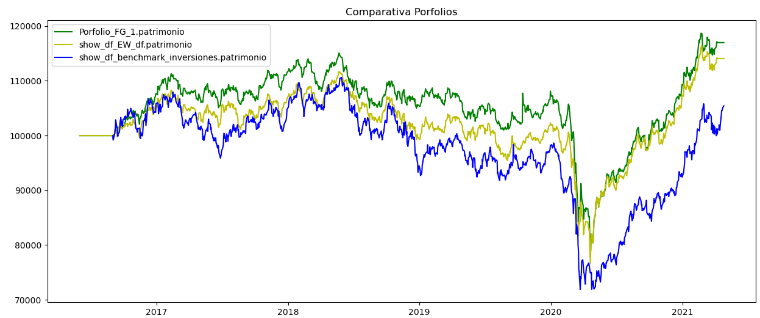 Comparativa Porfolios
Porfolio_FG_1.patrimonio
show_df_EW_df.patrimonio
show_df_benchmark_inversiones.patrimonio
120000
110000
100000
90000
80000
70000
2017 2018 2019 2020 2021